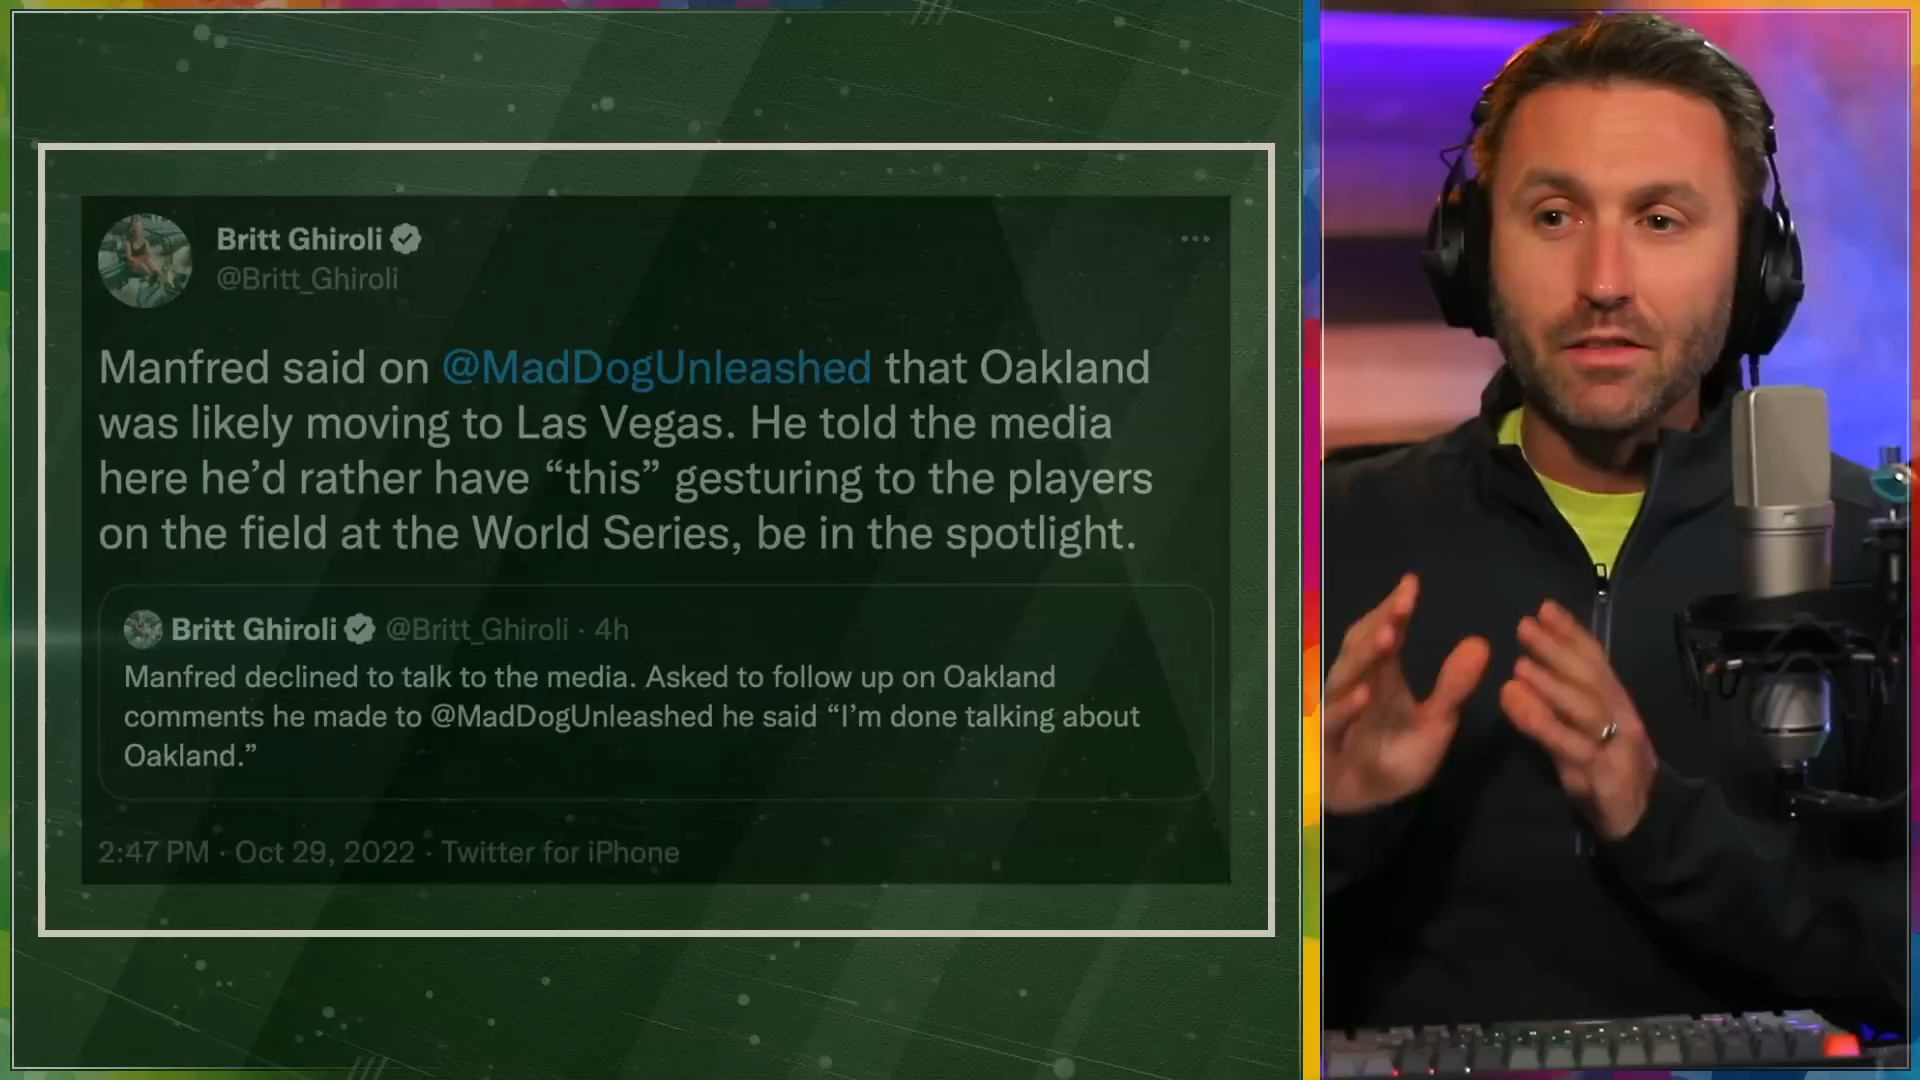 Britt Ghiroli
@Britt_Ghiroli
Manfred said on @MadDogUnleashed that Oakland
was likely moving to Las Vegas. He told the media
here he’d rather have “this” gesturing to the players
on the field at the World Series, be in the spotlight.
Britt Ghiroli @Britt_Ghiroli · 4h
Manfred declined to talk to the media. Asked to follow up on Oakland
comments he made to @MadDogUnleashed he said “I’m done talking about
Oakland.”
2:47 PM · Oct 29, 2022 · Twitter for iPhone